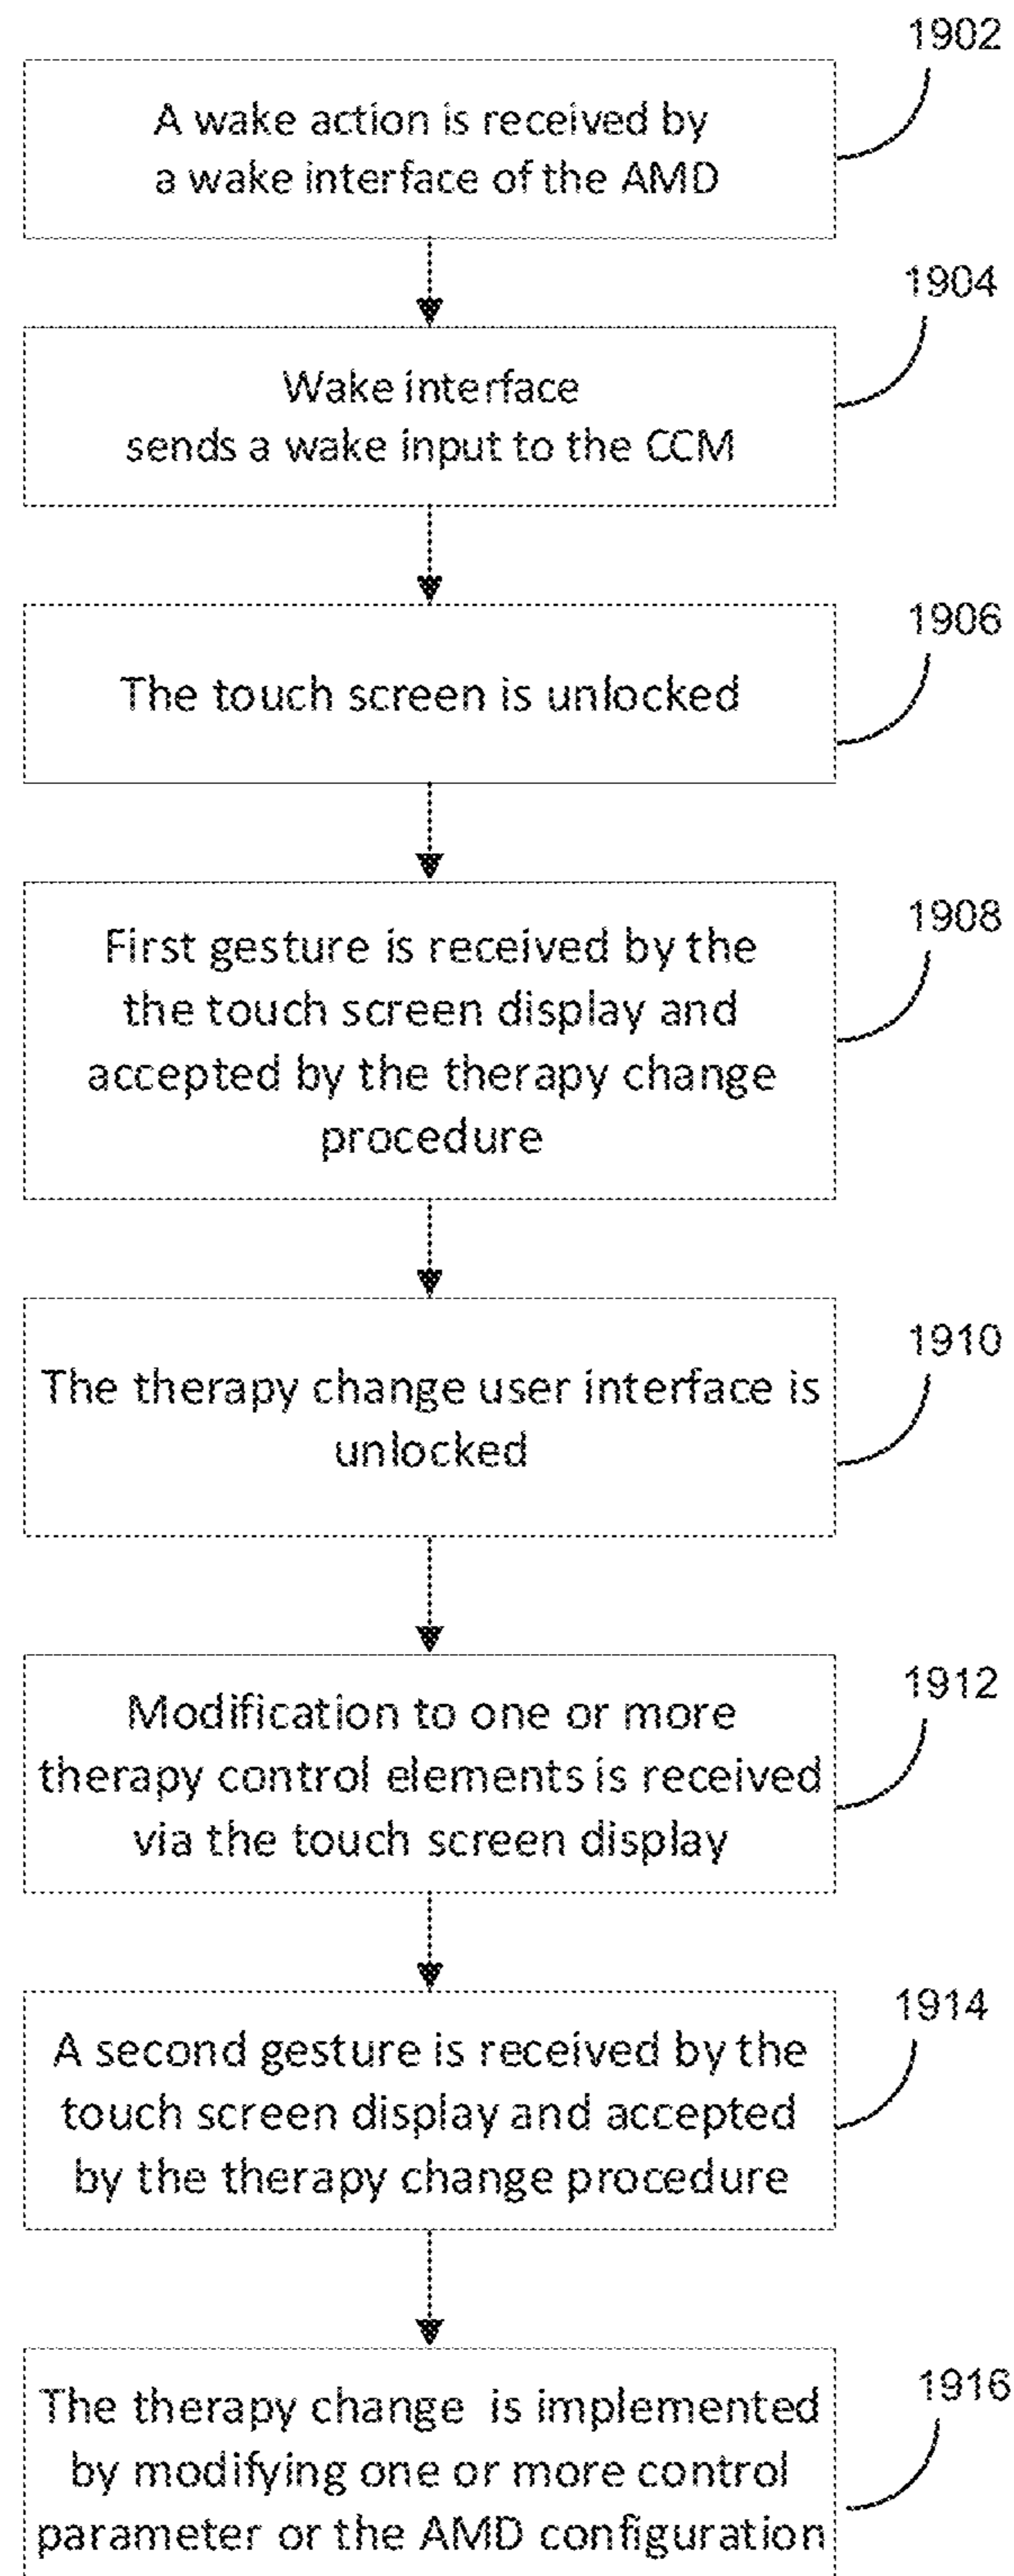 1902
A wake action is received by
a wake interface of the AMD
1904
Wake interface
sends a wake input to the CCM
1906
The touch screen is unlocked
1908
First gesture is received by the
the touch screen display and
accepted by the therapy change
procedure
1910
The therapy change user interface is
unlocked
1912
Modification to one or more
therapy control elements is received
via the touch screen display
1914
A second gesture is received by the
touch screen display and accepted
by the therapy change procedure
1916
The therapy change is implemented
by modifying one or more control
parameter or the AMD configuration